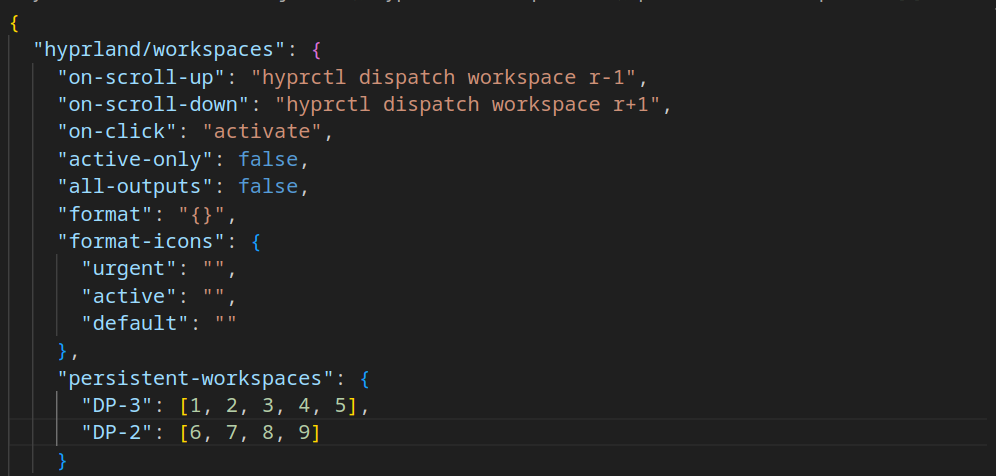 {
"hyprland/workspaces": {
"on-scroll-up": "hyprctl dispatch workspace r-1",
"on-scroll-down": "hyprctl dispatch workspace r+1",
"on-click": "activate",
"active-only": false,
"all-outputs": false,
"format": "{}",
"format-icons": {
"urgent": "",
"active": "",
"default": ""
},
"persistent-workspaces": {
"DP-3": [1, 2, 3, 4, 5],
"DP-2": [6, 7, 8, 9]
}